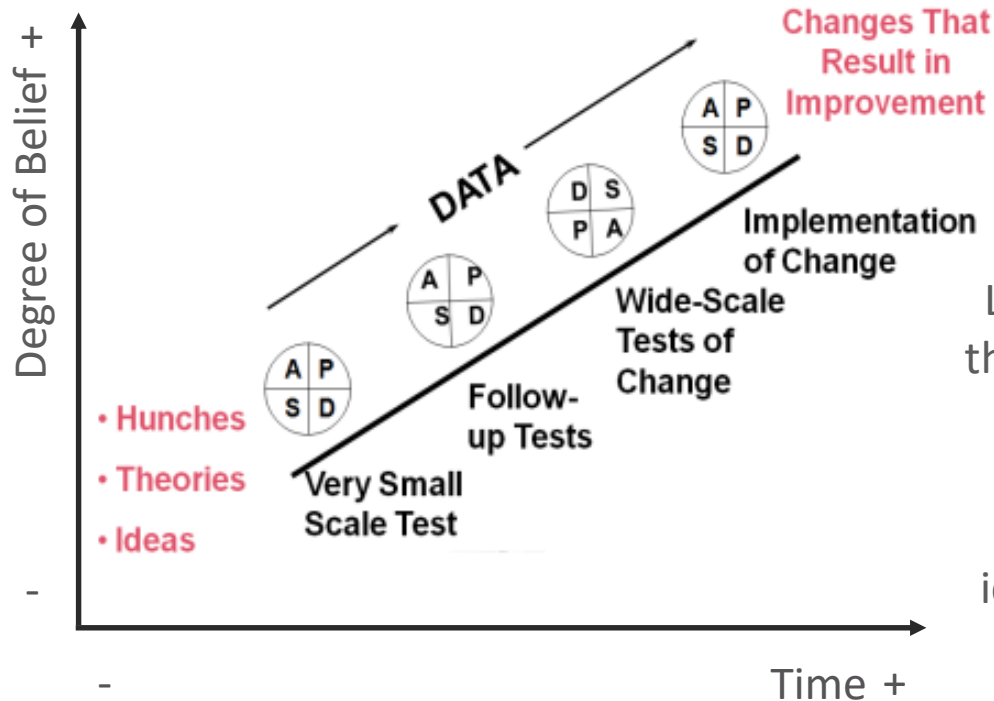 Degree of Belief +
-
Changes That
Result in
Improvement
DATA
A P
S D
D S
P A
A P
S D
A P
S D
Implementation
of Change
Wide-Scale
Tests of
Change
Follow-
up Tests
Very Small
Scale Test
• Hunches
• Theories
• Ideas
L
th
-
Time +